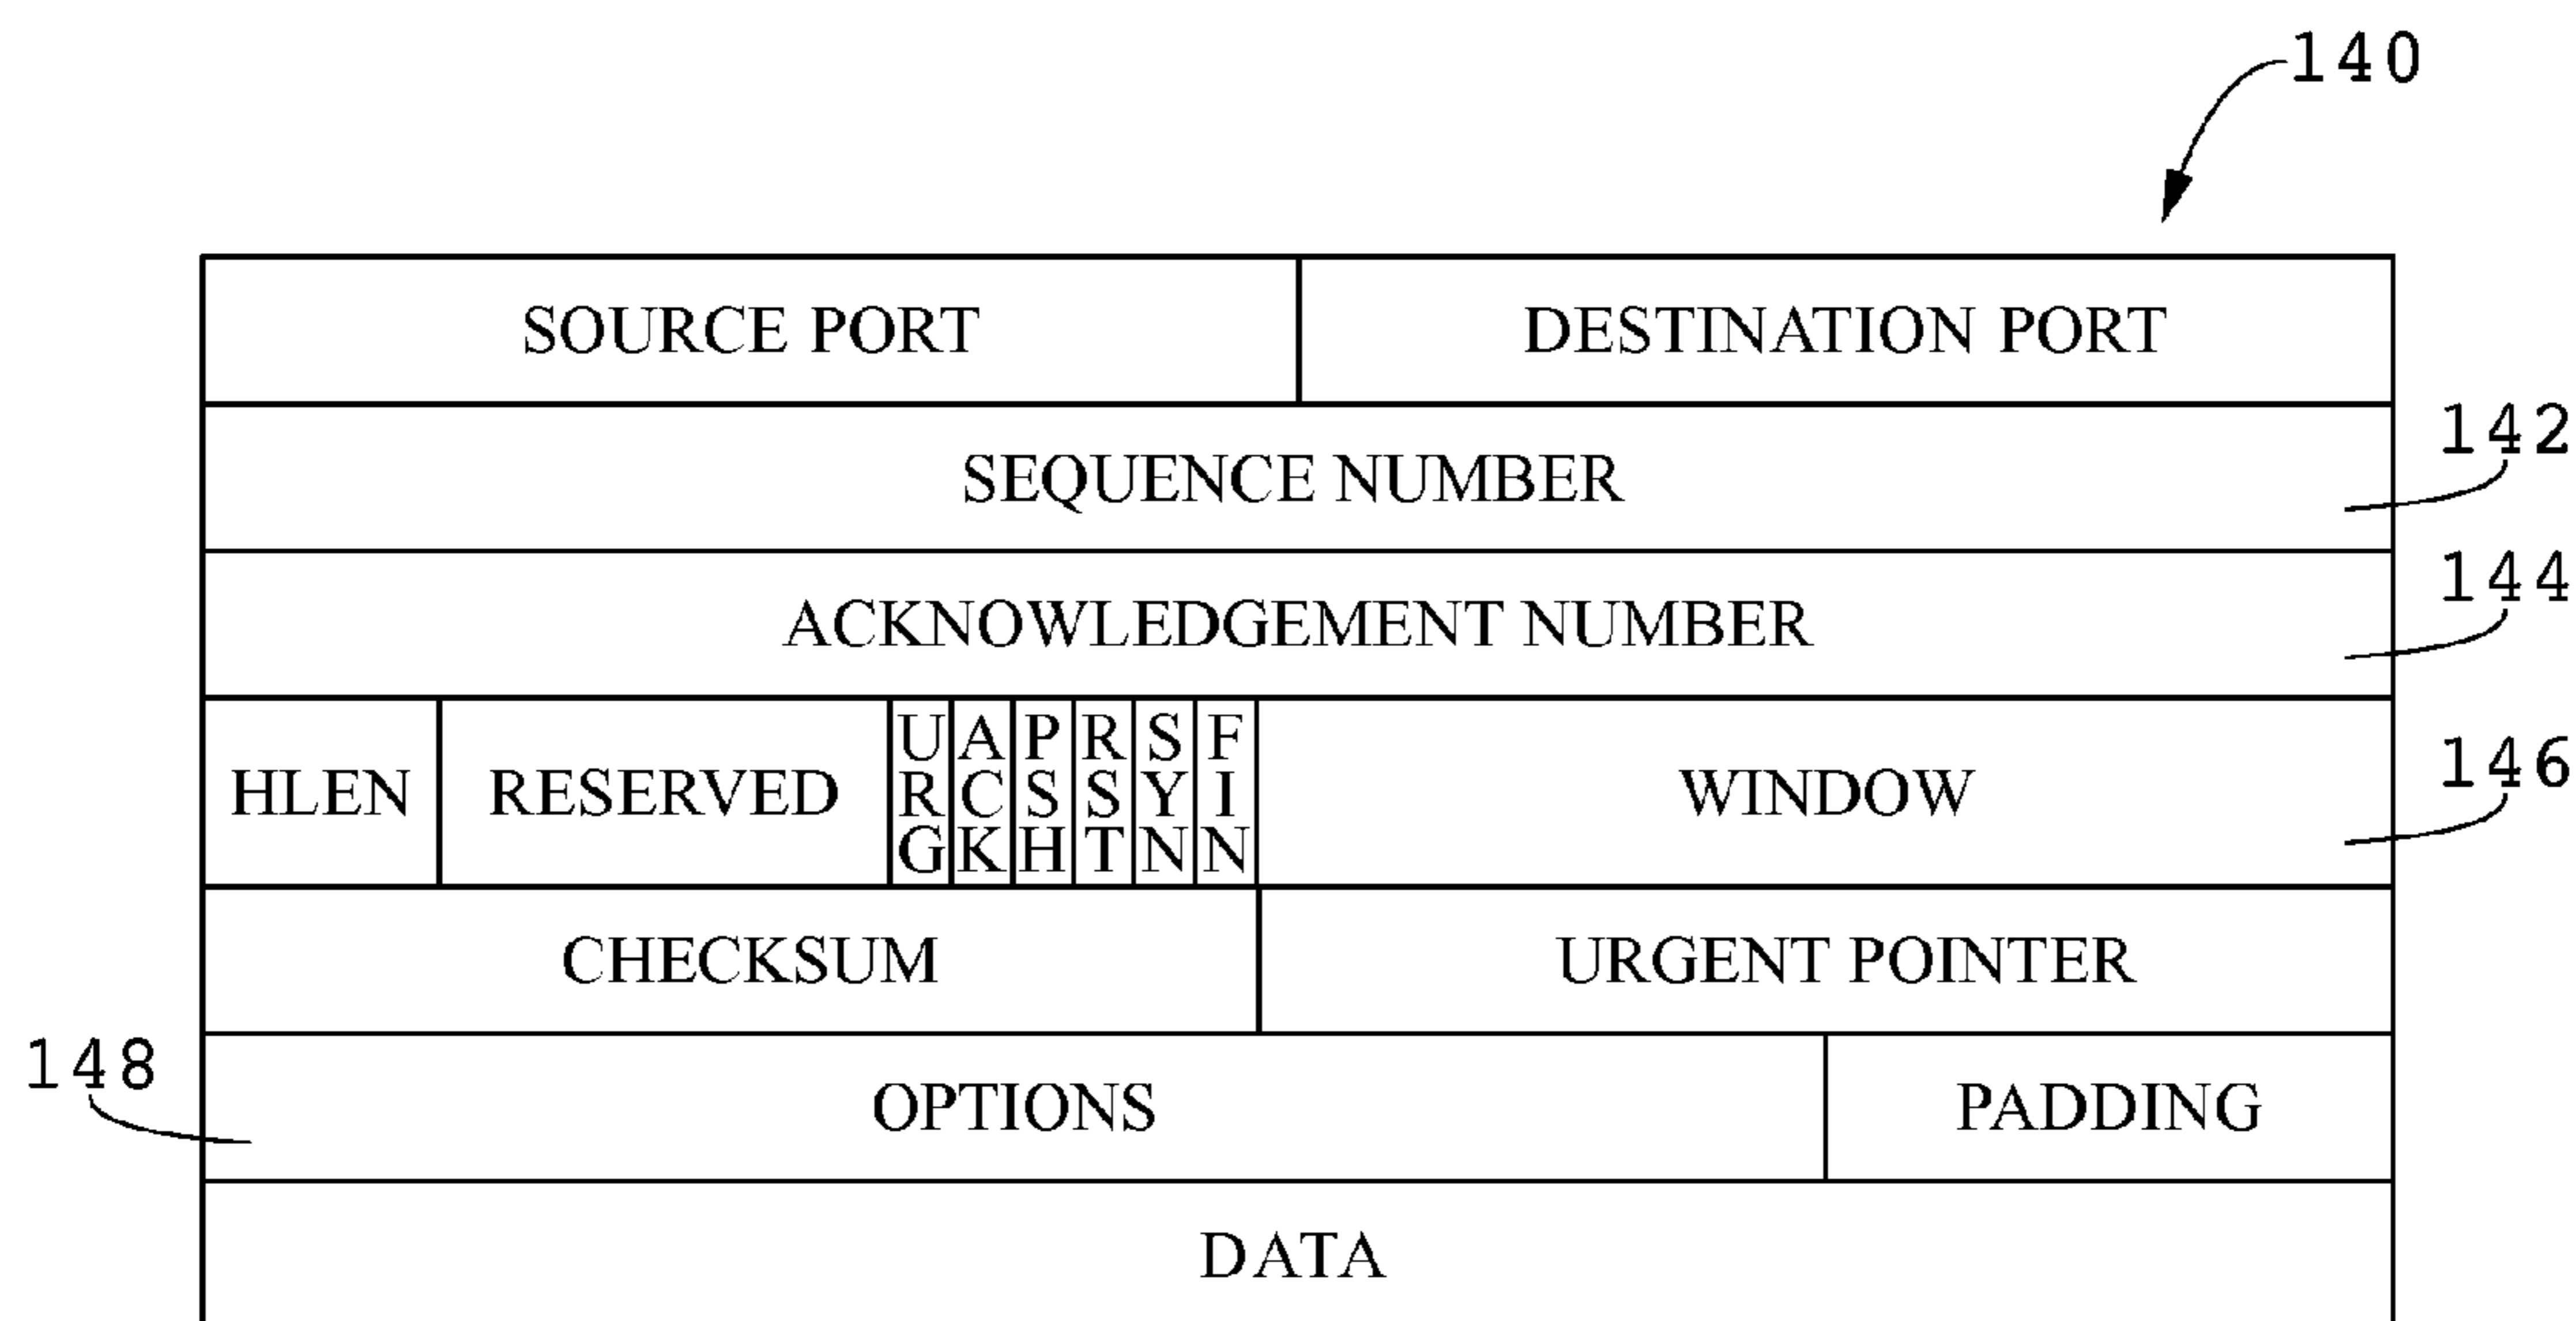 140
SOURCE PORT DESTINATION PORT
142
SEQUENCE NUMBER
144
ACKNOWLEDGEMENT NUMBER
HLEN RESERVED URG ACK PSH RST SYN FIN WINDOW 146
CHECKSUM URGENT POINTER
148
OPTIONS PADDING
DATA